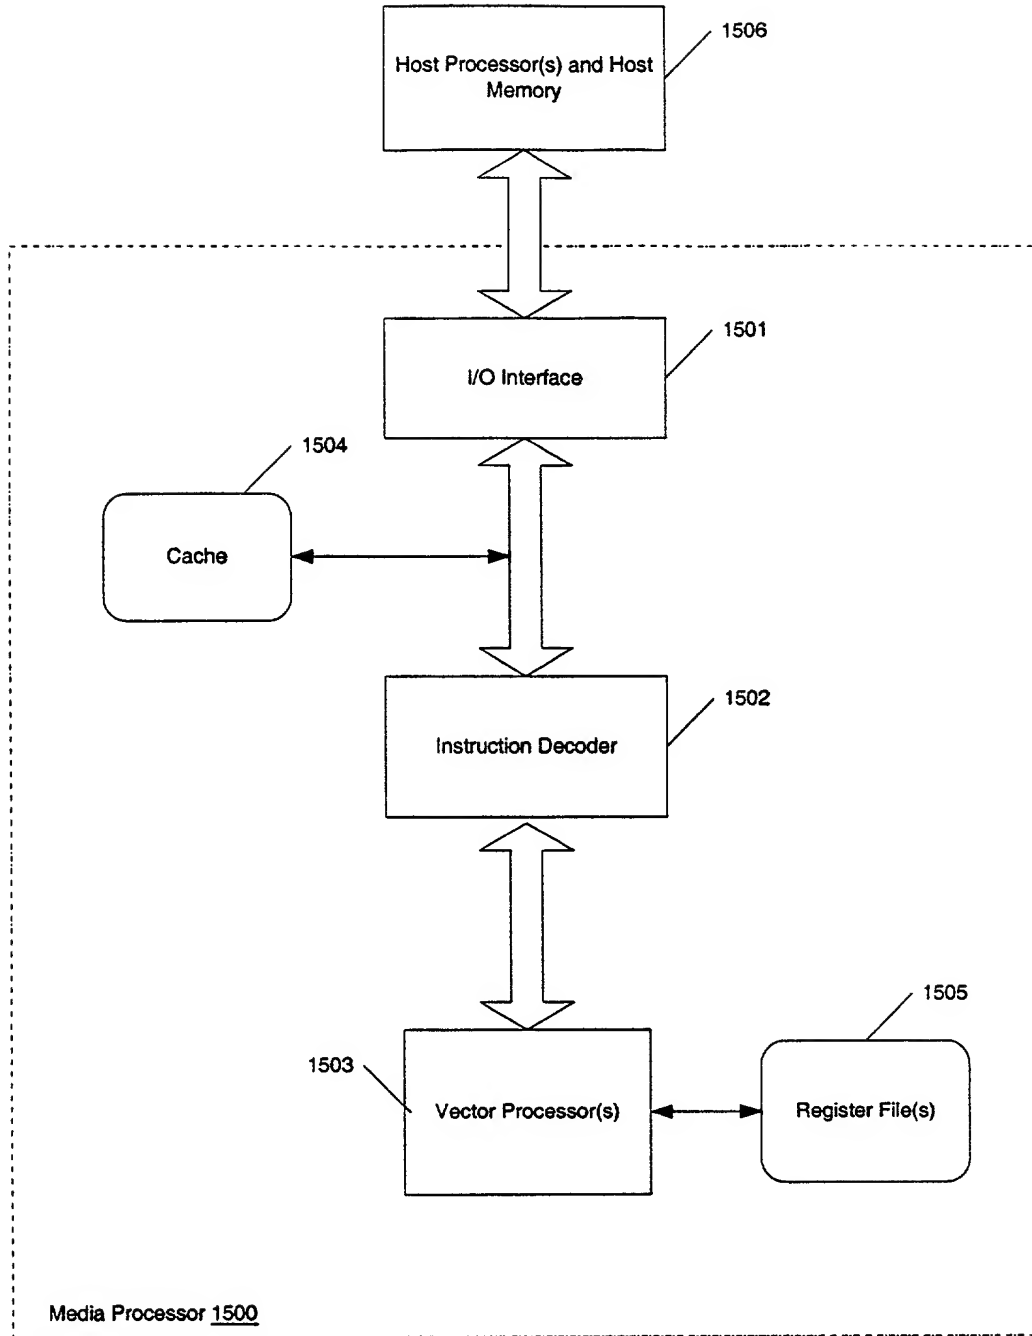 1506
Host Processor(s) and Host
Memory
1501
I/O Interface
1504
Cache
1502
Instruction Decoder
1505
1503
Vector Processor(s)
Register File(s)
Media Processor 1500